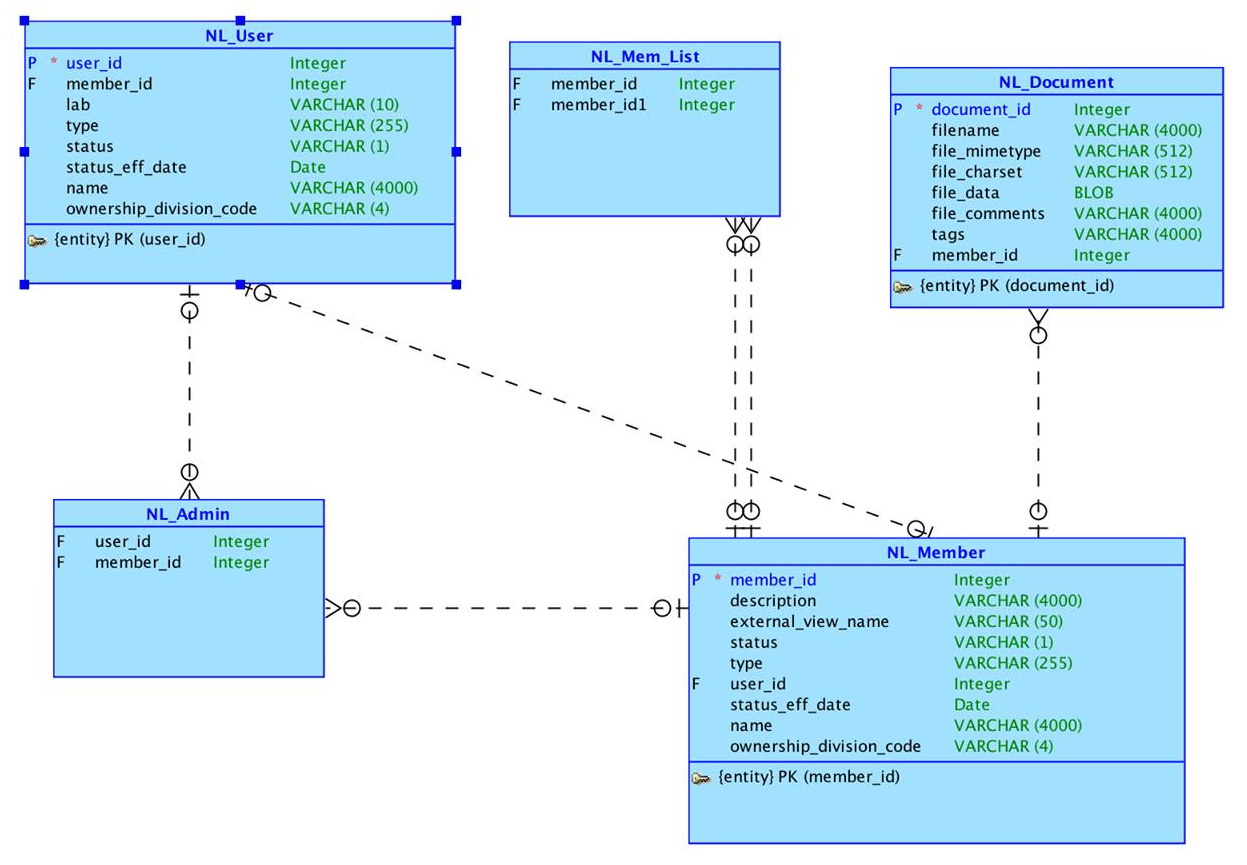 NL_User
P * user_id Integer
F member_id Integer
lab VARCHAR (10)
type VARCHAR (255)
status VARCHAR (1)
status_eff_date Date
name VARCHAR (4000)
ownership_division_code VARCHAR (4)
{entity} PK (user_id)
NL_Mem_List
F member_id Integer
F member_id1 Integer
NL_Document
P * document_id Integer
filename VARCHAR (4000)
file_mimetype VARCHAR (512)
file_charset VARCHAR (512)
file_data BLOB
file_comments VARCHAR (4000)
tags VARCHAR (4000)
F member_id Integer
{entity} PK (document_id)
NL_Admin
F user_id Integer
F member_id Integer
NL_Member
P * member_id Integer
description VARCHAR (4000)
external_view_name VARCHAR (50)
status VARCHAR (1)
type VARCHAR (255)
F user_id Integer
status_eff_date Date
name VARCHAR (4000)
ownership_division_code VARCHAR (4)
{entity} PK (member_id)